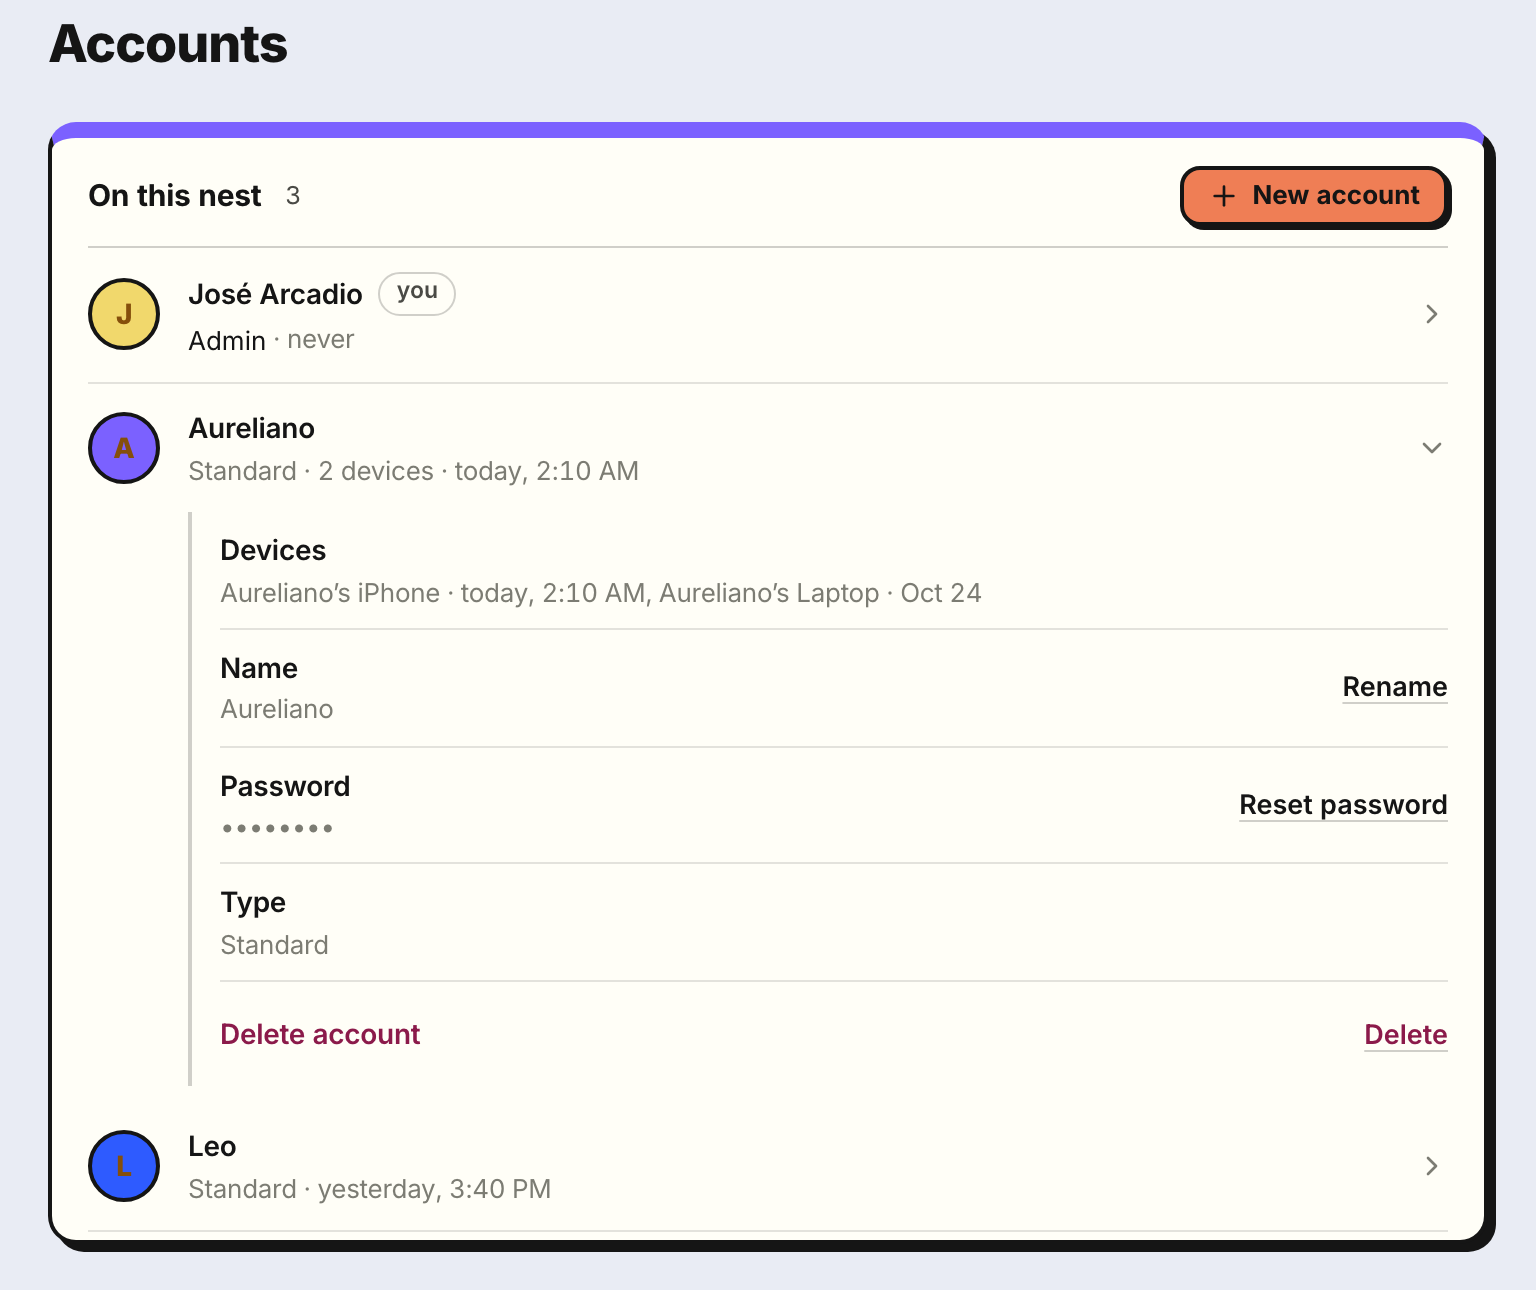 Accounts
On this nest 3
+ New account
J
José Arcadio you
Admin · never
A
Aureliano
Standard · 2 devices · today, 2:10 AM
Devices
Aureliano’s iPhone · today, 2:10 AM, Aureliano’s Laptop · Oct 24
Name
Aureliano
Rename
Password
••••••••
Reset password
Type
Standard
Delete account
Delete
L
Leo
Standard · yesterday, 3:40 PM